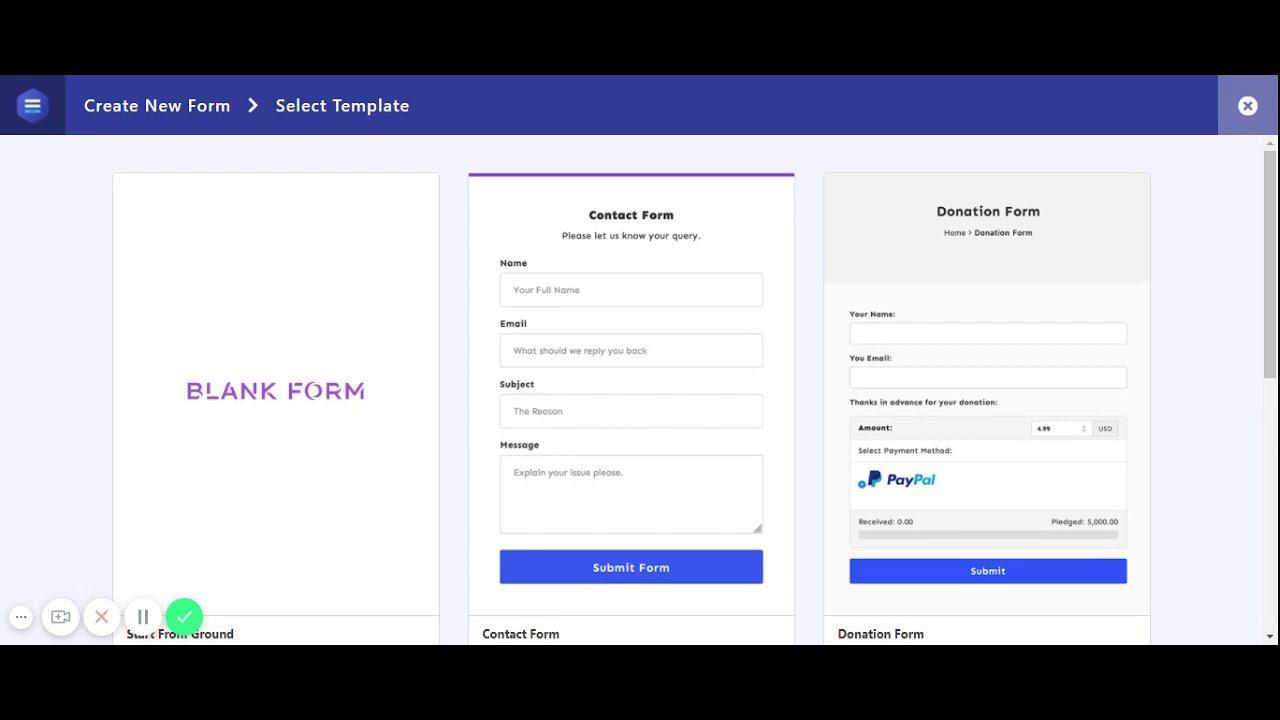 Create New Form > Select Template
BLANK FORM
Start From Ground
Contact Form
Please let us know your query.
Name
Your Full Name
Email
What should we reply you back
Subject
The Reason
Message
Explain your issue please.
Submit Form
Contact Form
Donation Form
Home > Donation Form
Your Name:
You Email:
Thanks in advance for your donation:
Amount: 4.99 USD
Select Payment Method:
PayPal
Received: 0.00 Pledged: 5,000.00
Submit
Donation Form